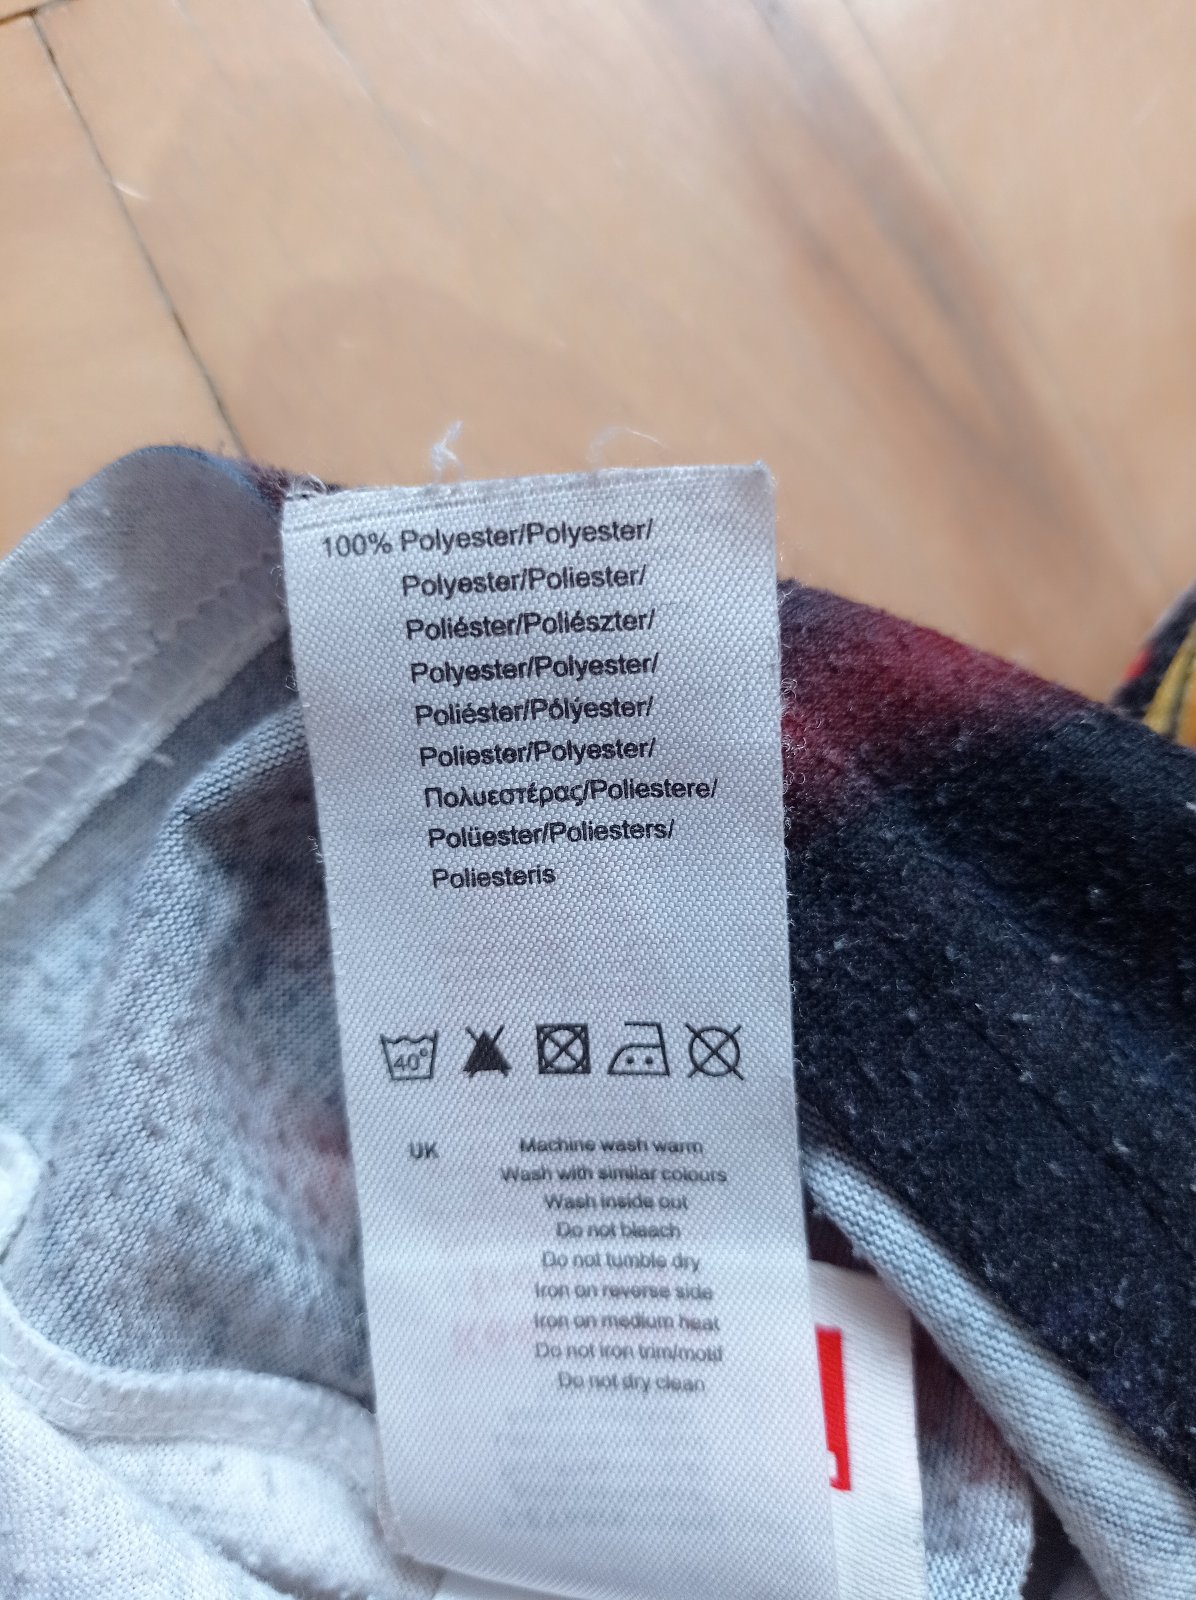 100% Polyester/Polyester/
Polyester/Poliester/
Poliéster/Poliészter/
Polyester/Polyester/
Poliéster/Pólýester/
Poliester/Polyester/
Πολυεστέρας/Poliestere/
Polüester/Poliesters/
Poliesteris
40°
UK
Machine wash warm
Wash with similar colours
Wash inside out
Do not bleach
Do not tumble dry
Iron on reverse side
Iron on medium heat
Do not iron trim/motif
Do not dry clean